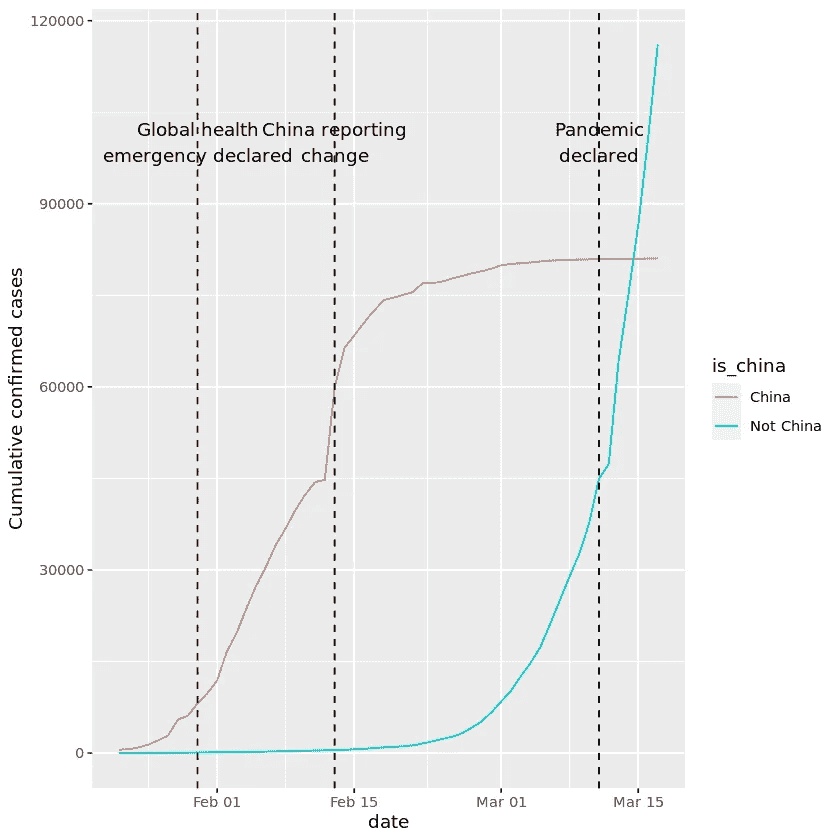 120000
Global health China reporting Pandemic
emergency declared change declared
90000
60000
30000
0
Cumulative confirmed cases
Feb 01 Feb 15 Mar 01 Mar 15
date
is_china
China
Not China